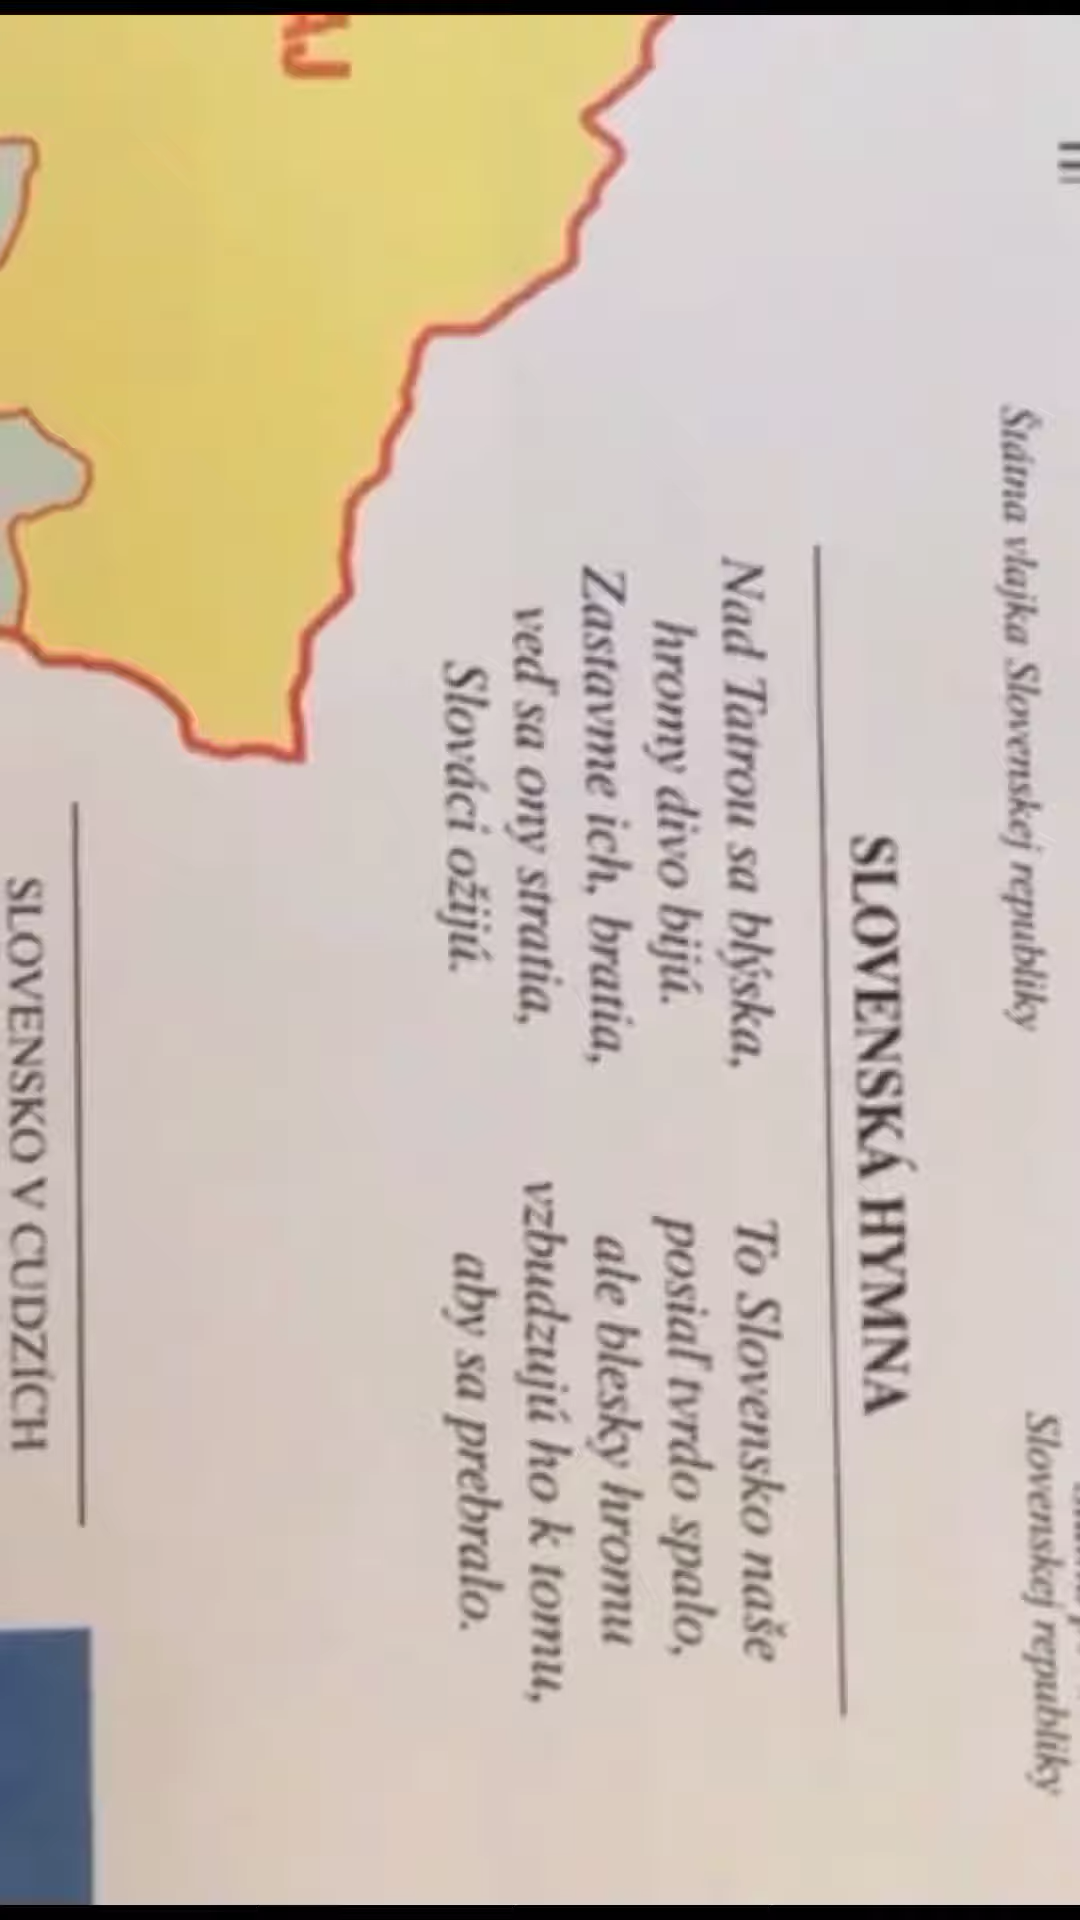 Štátna vlajka Slovenskej republiky
Slovenskej republiky
SLOVENSKÁ HYMNA
Nad Tatrou sa blýska,
hromy divo bijú.
Zastavme ich, bratia,
veď sa ony stratia,
Slováci ožijú.
To Slovensko naše
posiaľ tvrdo spalo,
ale blesky hromu
vzbudzujú ho k tomu,
aby sa prebralo.
SLOVENSKO V CUDZÍCH
AJ